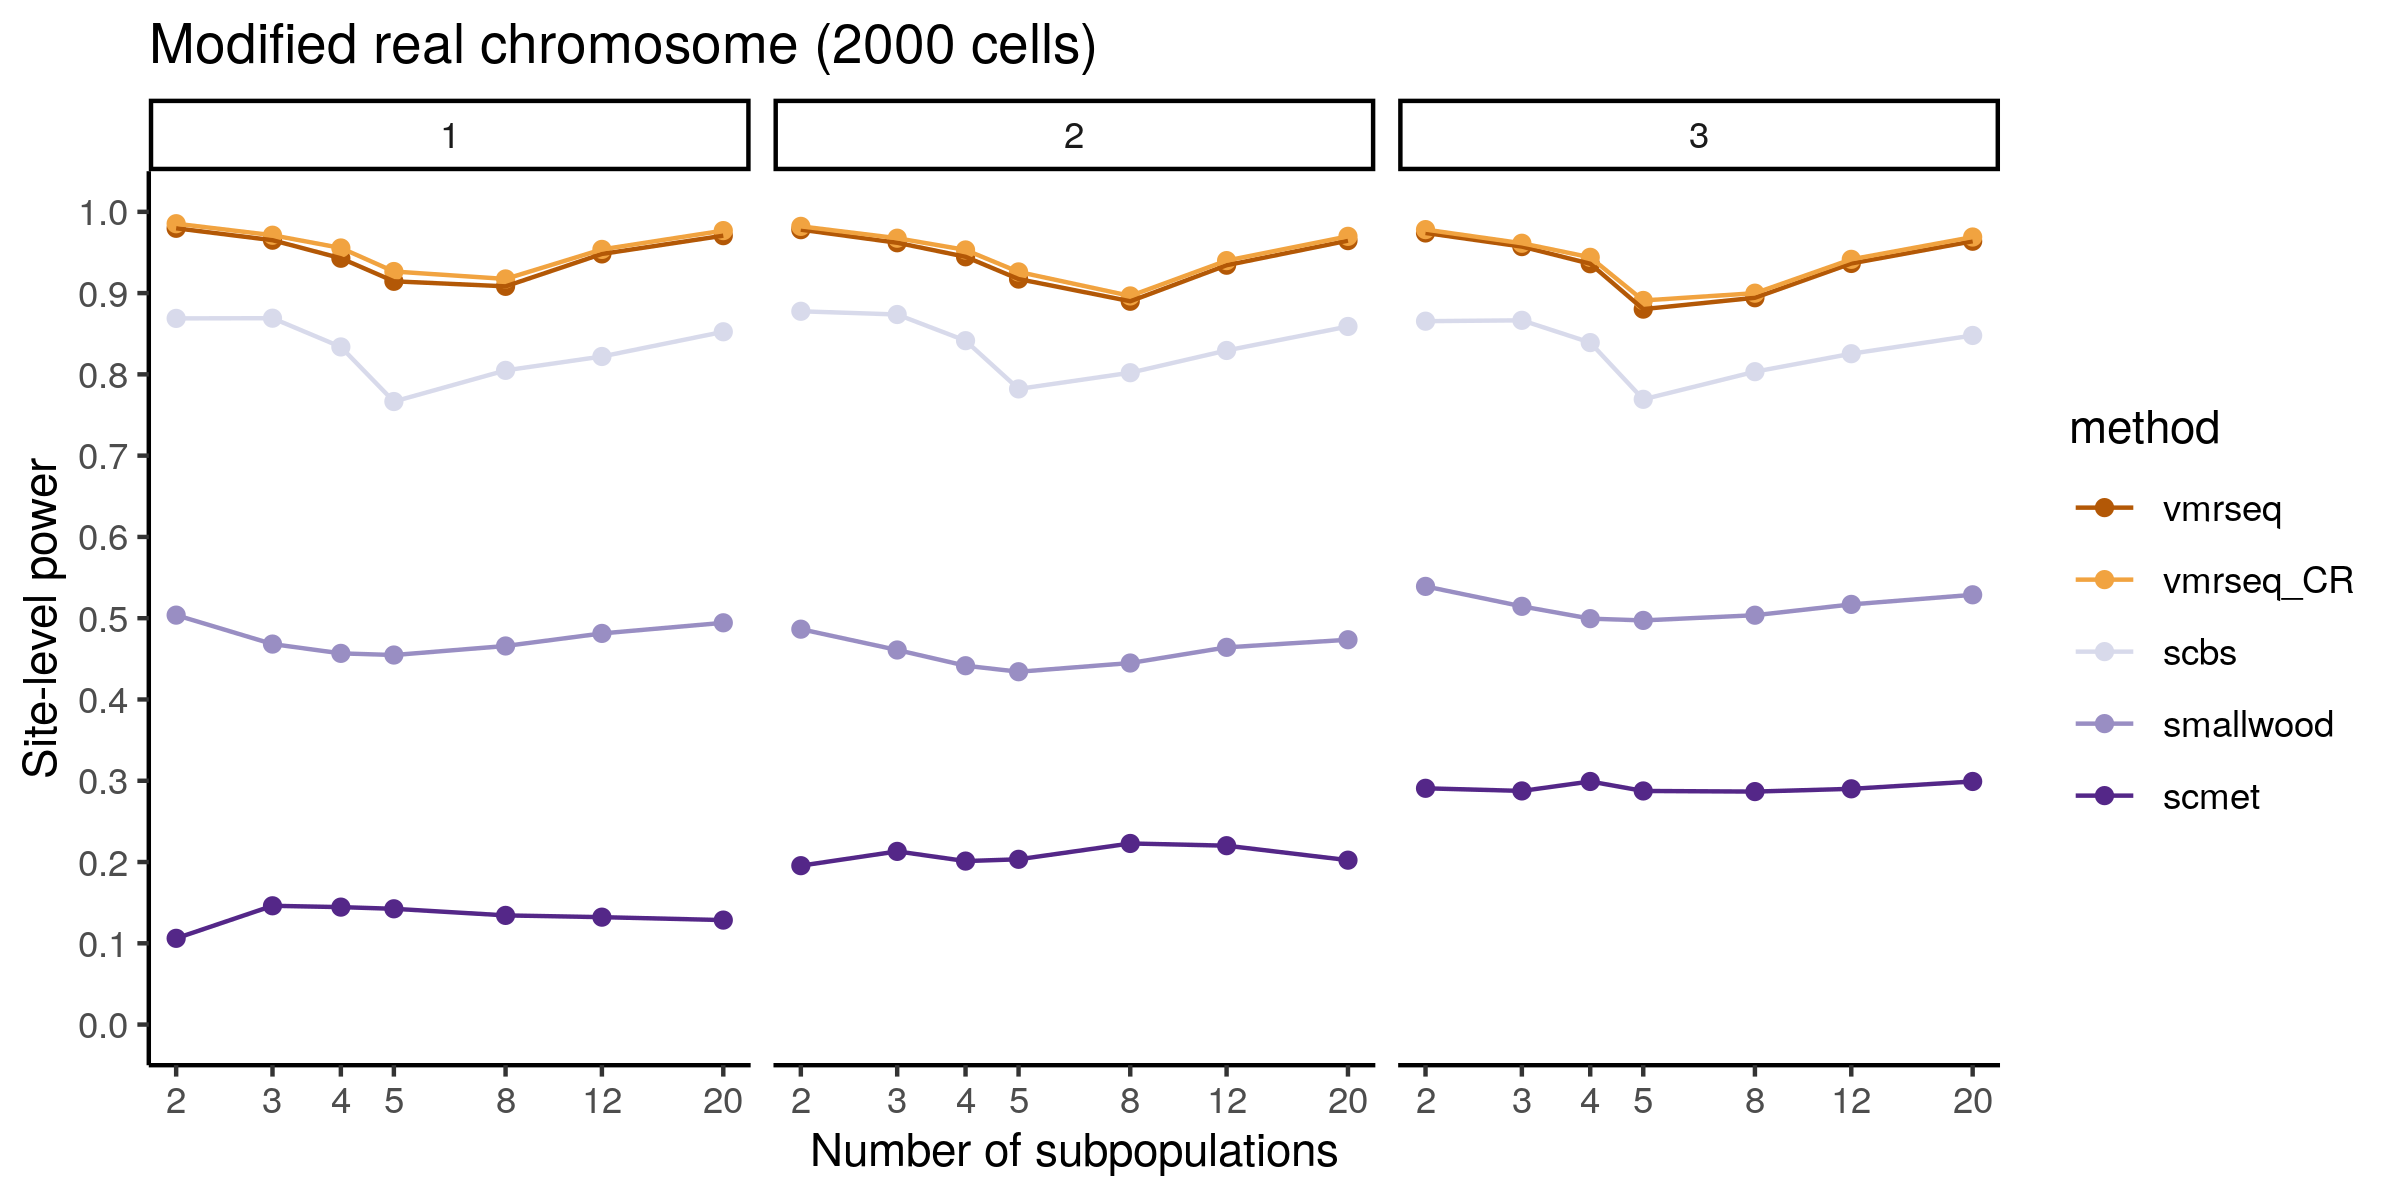 Modified real chromosome (2000 cells)
1 2 3
1.0
0.9
0.8
0.7
0.6
0.5
0.4
0.3
0.2
0.1
0.0
Site-level power
2 3 4 5 8 12 20 2 3 4 5 8 12 20 2 3 4 5 8 12 20
Number of subpopulations
method
vmrseq
vmrseq_CR
scbs
smallwood
scmet